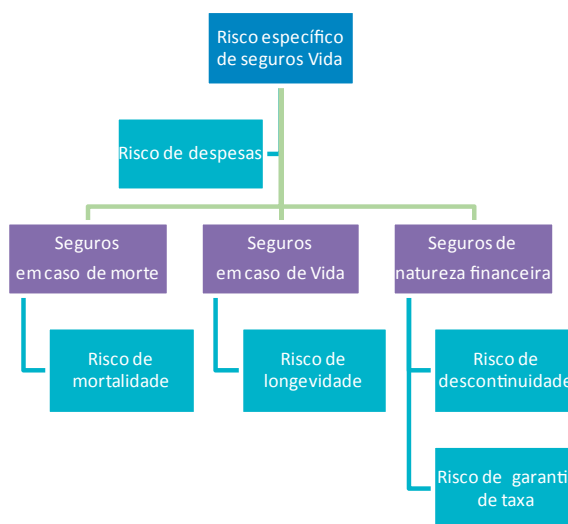 Risco específico
de seguros Vida
Risco de despesas
Seguros
em caso de morte
Seguros
em caso de Vida
Seguros de
natureza financeira
Risco de
mortalidade
Risco de
longevidade
Risco de
descontinuidade
Risco de garanti
de taxa